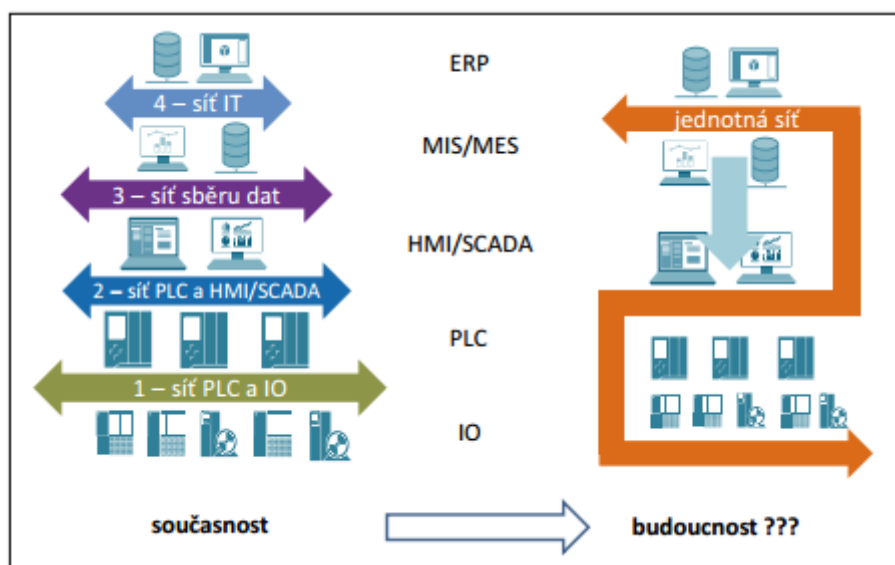 ERP
4 – síť IT
jednotná síť
MIS/MES
3 – síť sběru dat
HMI/SCADA
2 – síť PLC a HMI/SCADA
PLC
1 – síť PLC a IO
IO
současnost
budoucnost ???